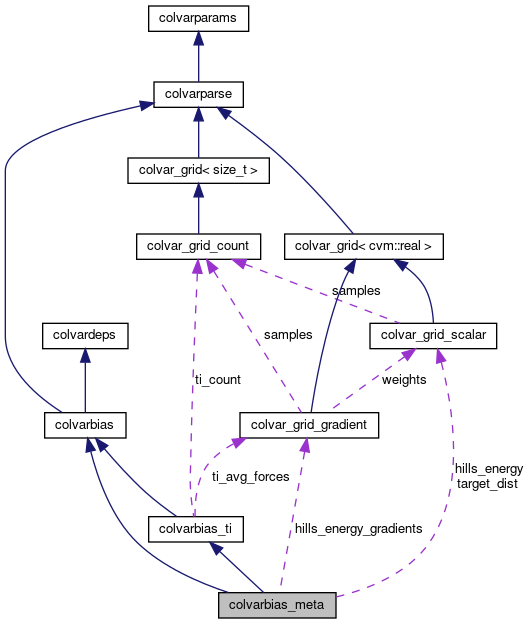 colvarparams
colvarparse
colvar_grid< size_t >
colvar_grid_count
colvar_grid< cvm::real >
samples
colvardeps
samples
colvar_grid_scalar
ti_count
weights
colvarbias
colvar_grid_gradient
ti_avg_forces
hills_energy
target_dist
colvarbias_ti
hills_energy_gradients
colvarbias_meta